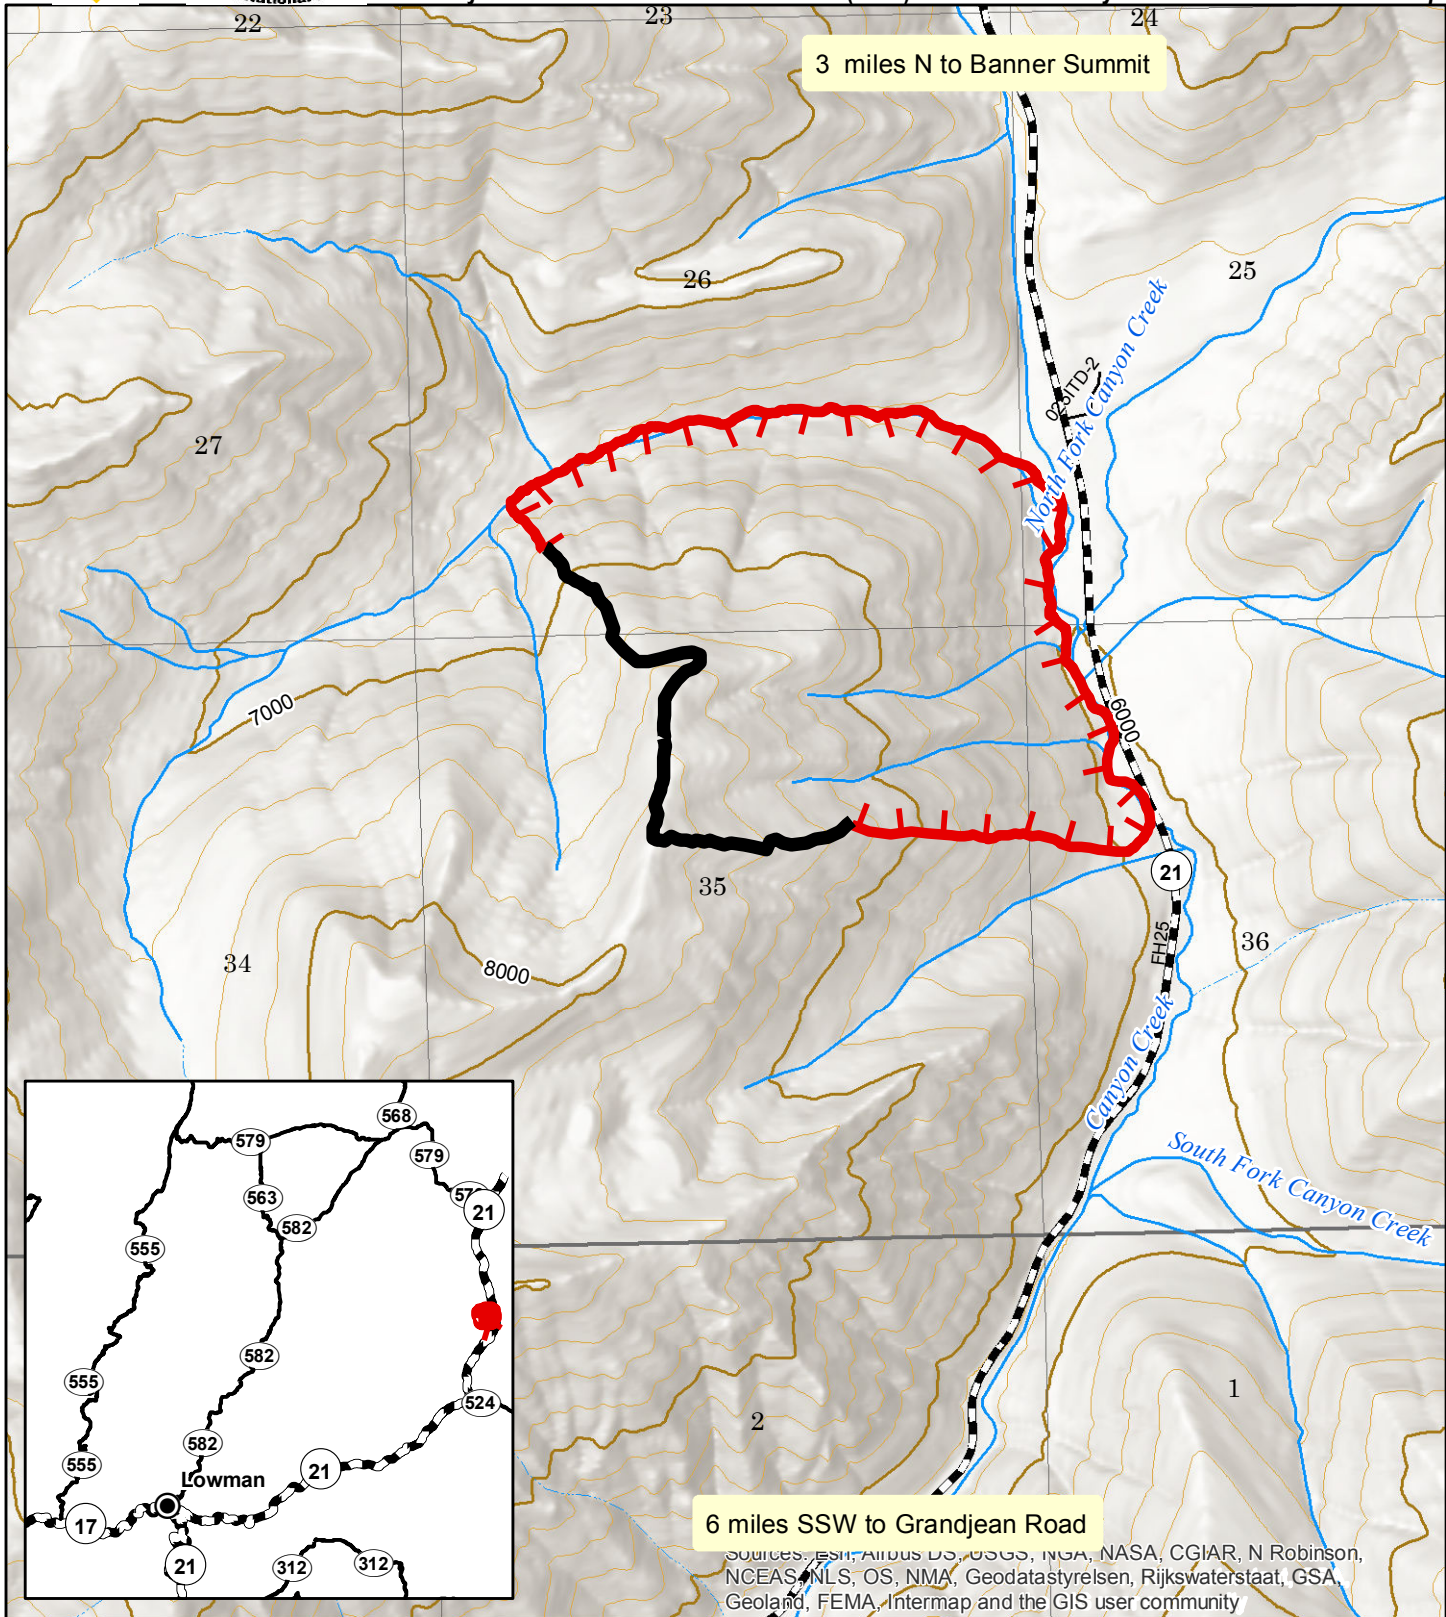 22
23
24
3 miles N to Banner Summit
26
25
North Fork Canyon Creek
025ITD-2
27
7000
6000
35
21
34
8000
36
FH25
Canyon Creek
South Fork Canyon Creek
568
579
579
563
582
21
555
582
555
524
582
555
Lowman
21
17
21
312
312
1
2
6 miles SSW to Grandjean Road
Sources: Esri, Airbus DS, USGS, NGA, NASA, CGIAR, N Robinson,
NCEAS, NLS, OS, NMA, Geodatastyrelsen, Rijkswaterstaat, GSA,
Geoland, FEMA, Intermap and the GIS user community